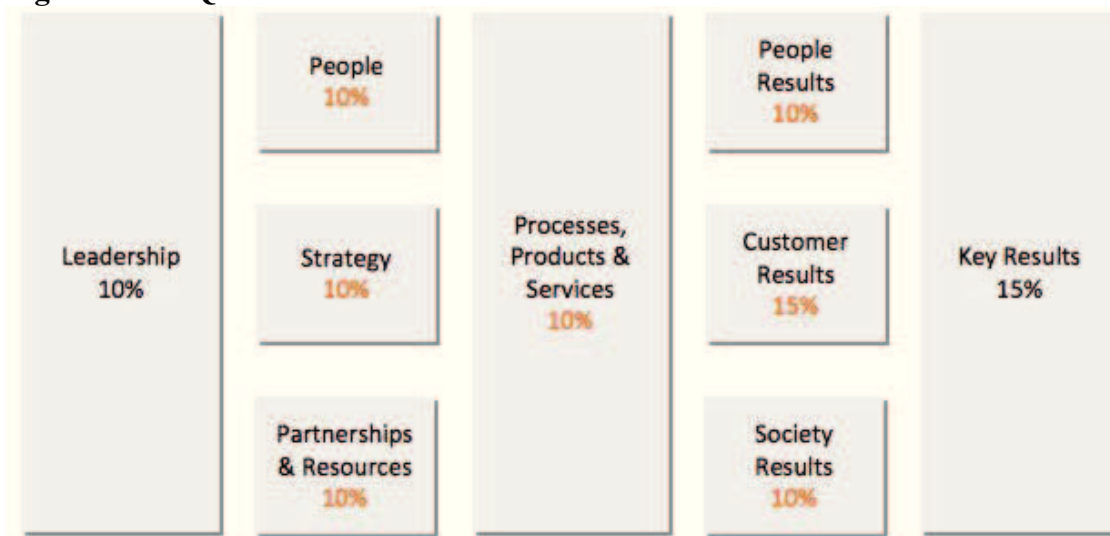 People
10%
People
Results
10%
Leadership
10%
Strategy
10%
Processes,
Products &
Services
10%
Customer
Results
15%
Key Results
15%
Partnerships
& Resources
10%
Society
Results
10%